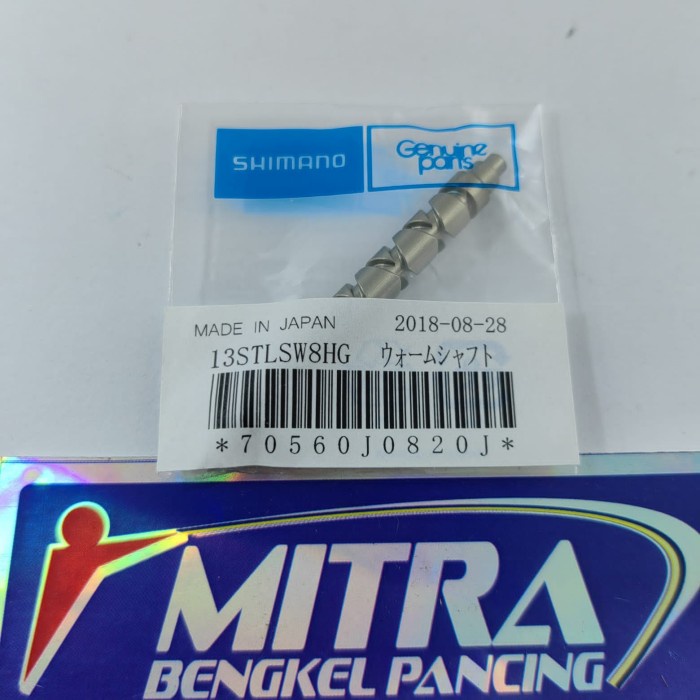 SHIMANO
Genuine parts
MADE IN JAPAN 2018-08-28
13STLSW8HG ウォームシャフト
*70560J0820J*
MITRA
BENGKEL PANCING